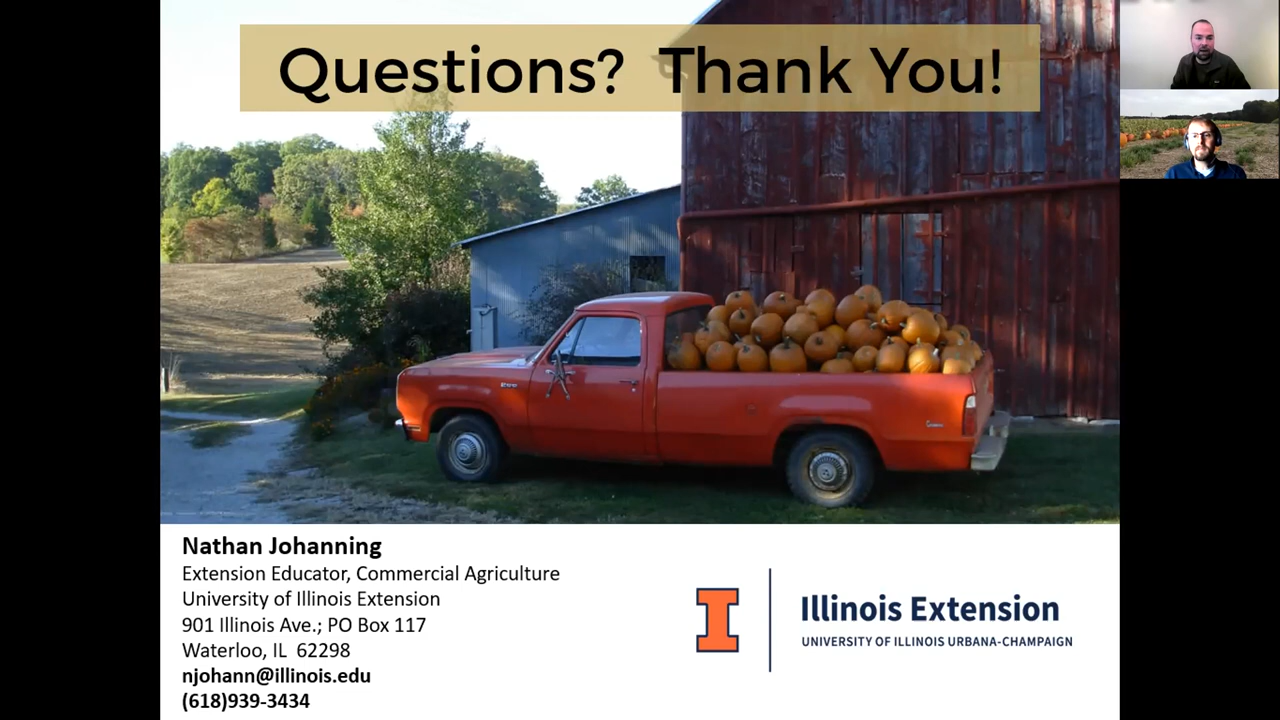 Questions? Thank You!
Nathan Johanning
Extension Educator, Commercial Agriculture
University of Illinois Extension
901 Illinois Ave.; PO Box 117
Waterloo, IL 62298
njohann@illinois.edu
(618)939-3434
I
Illinois Extension
UNIVERSITY OF ILLINOIS URBANA-CHAMPAIGN